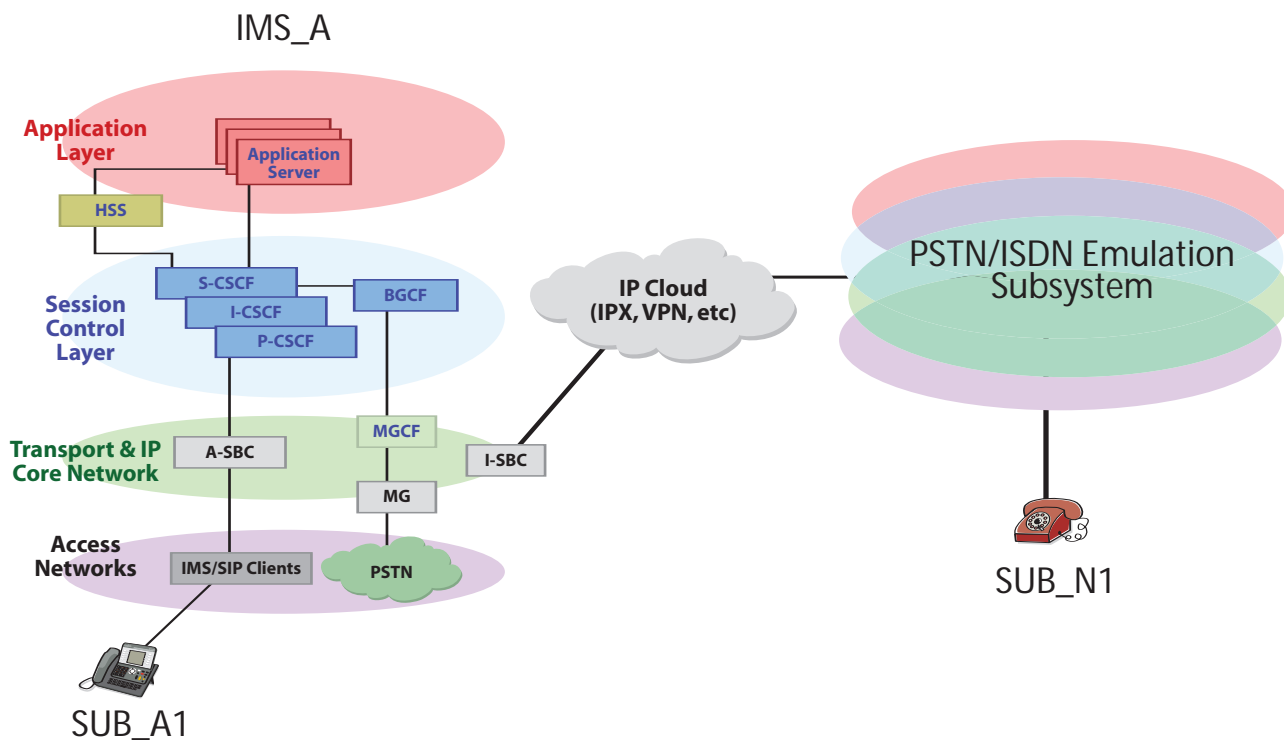 IMS_A
Application
Layer
Application
Server
HSS
S-CSCF
I-CSCF
P-CSCF
BGCF
Session
Control
Layer
IP Cloud
(IPX, VPN, etc)
PSTN/ISDN Emulation
Subsystem
Transport & IP
Core Network
A-SBC
MGCF
I-SBC
MG
Access
Networks
IMS/SIP Clients
PSTN
SUB_N1
SUB_A1